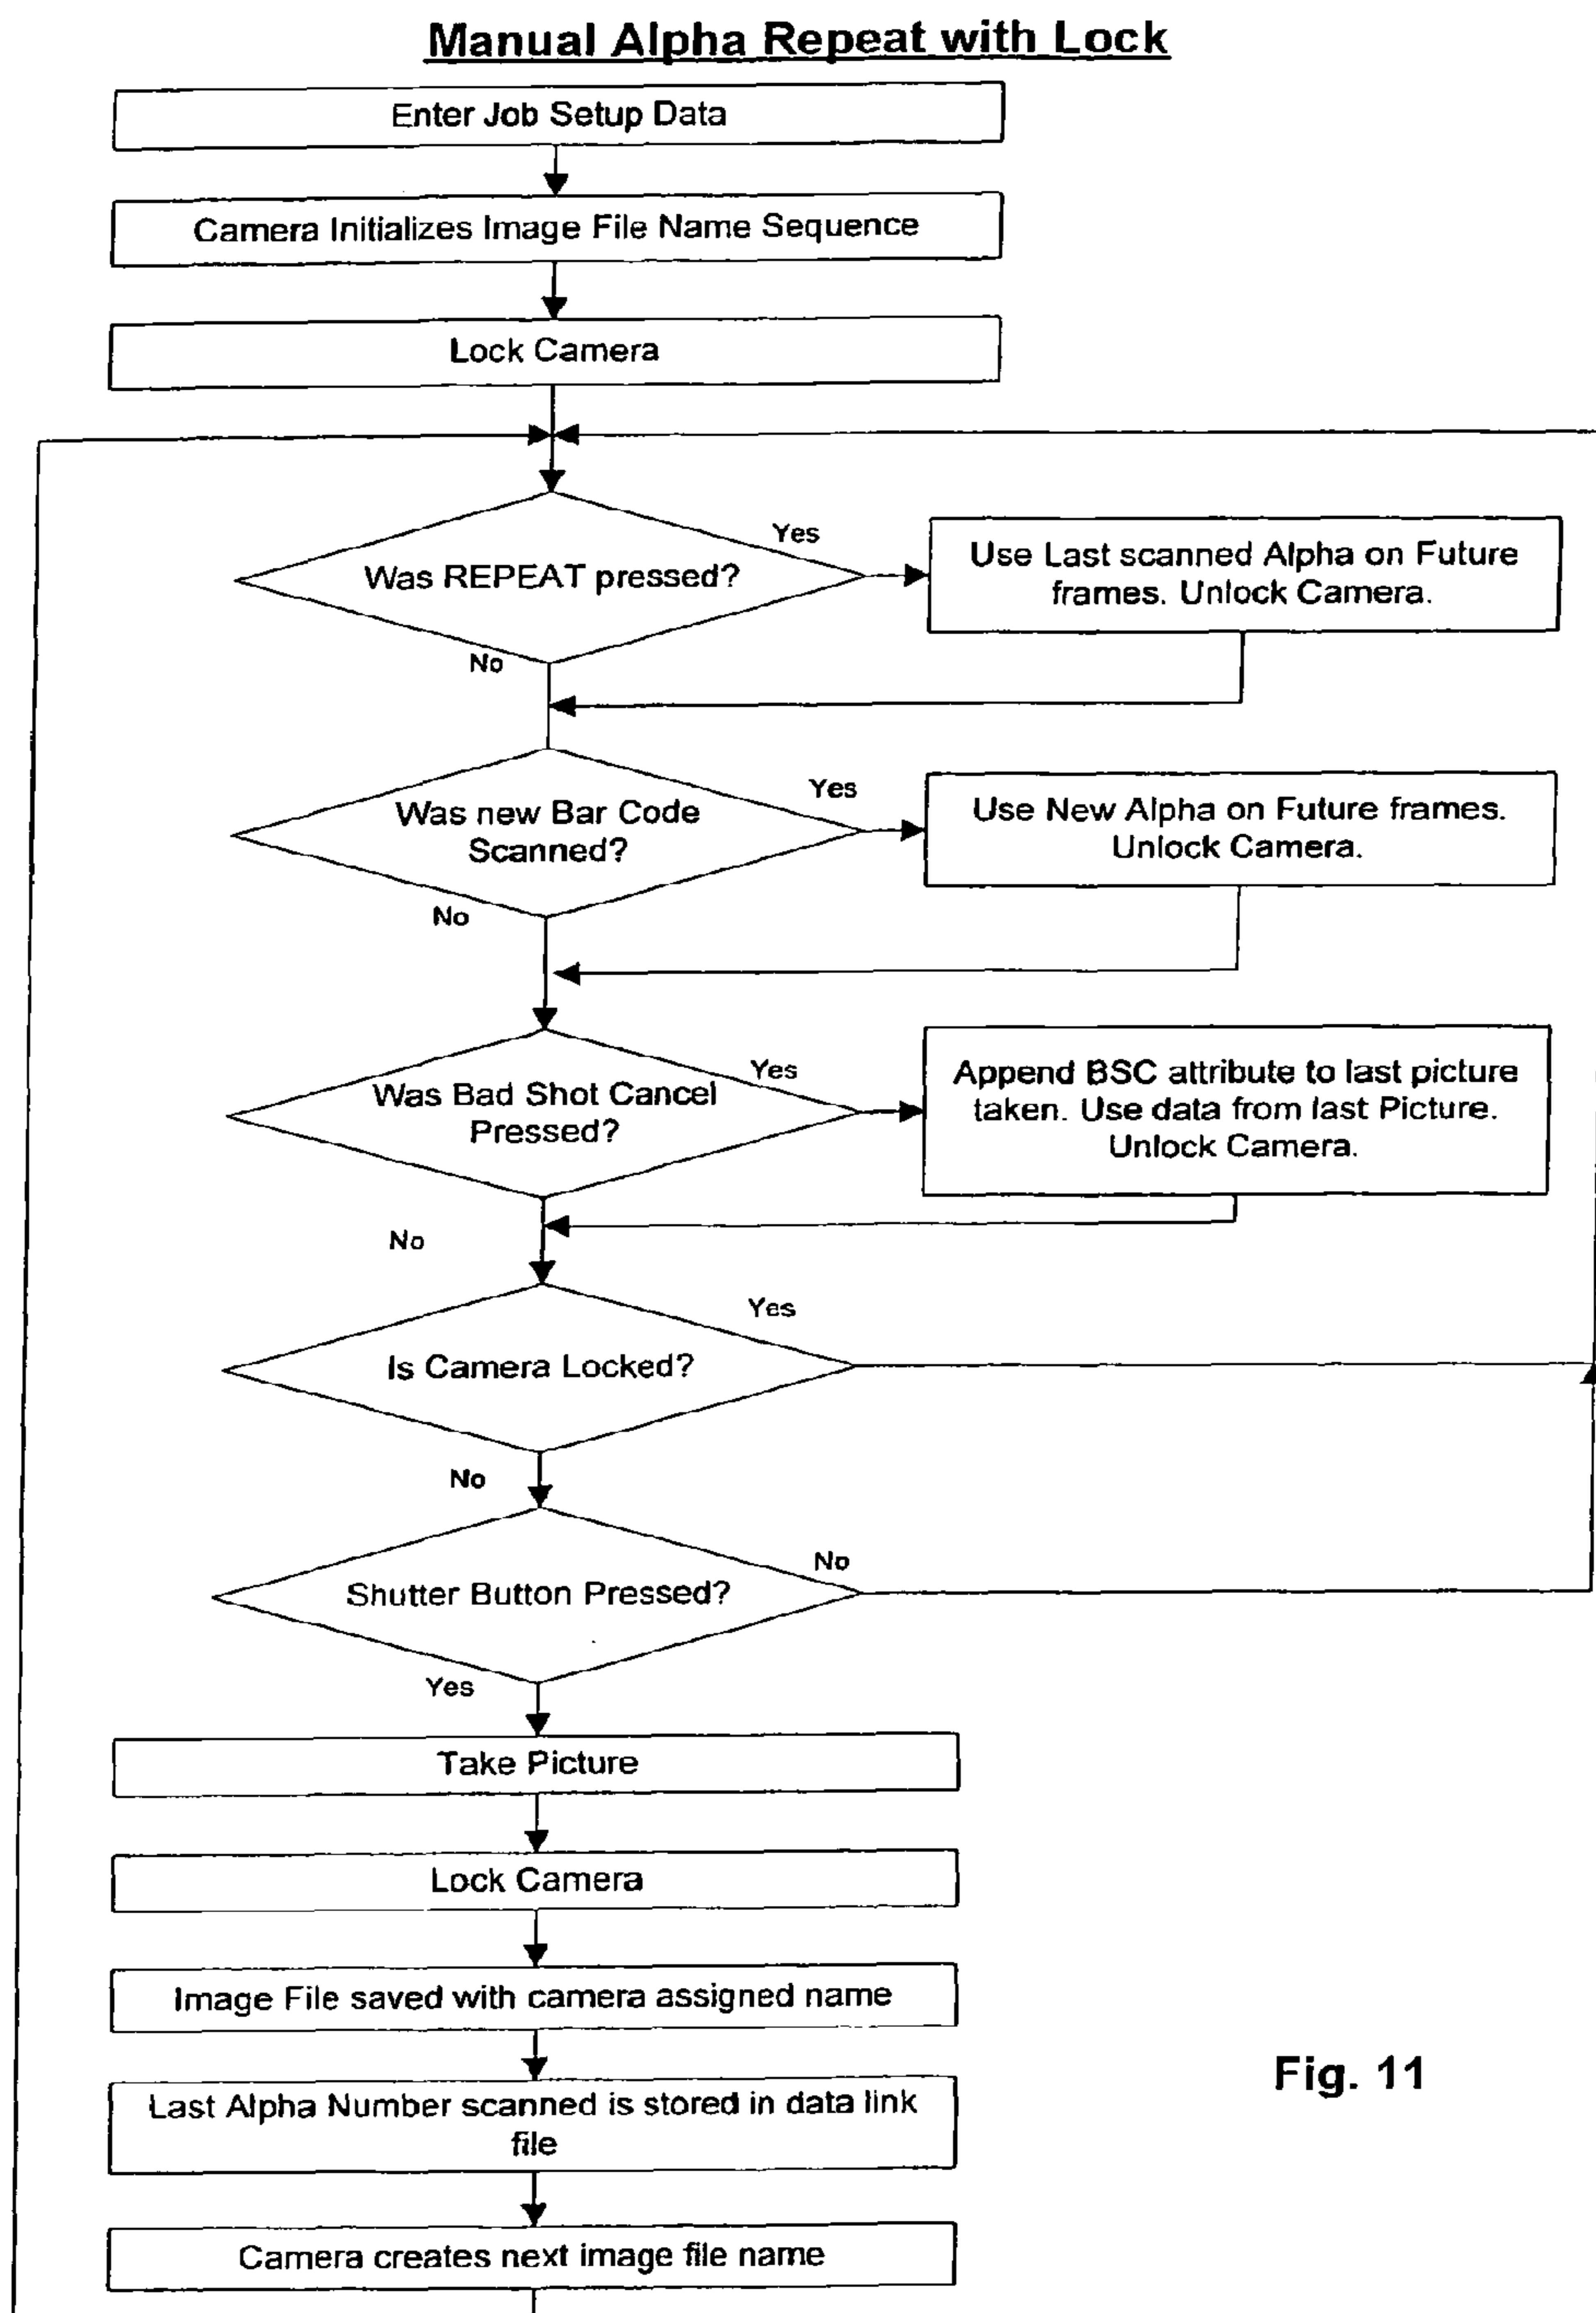 Manual Alpha Repeat with Lock
Enter Job Setup Data
Camera Initializes Image File Name Sequence
Lock Camera
Was REPEAT pressed?
Yes
Use Last scanned Alpha on Future
frames. Unlock Camera.
No
Was new Bar Code
Scanned?
Yes
Use New Alpha on Future frames.
Unlock Camera.
No
Was Bad Shot Cancel
Pressed?
Yes
Append BSC attribute to last picture
taken. Use data from last Picture.
Unlock Camera.
No
Is Camera Locked?
Yes
No
Shutter Button Pressed?
No
Yes
Take Picture
Lock Camera
Image File saved with camera assigned name
Last Alpha Number scanned is stored in data link
file
Camera creates next image file name
Fig. 11